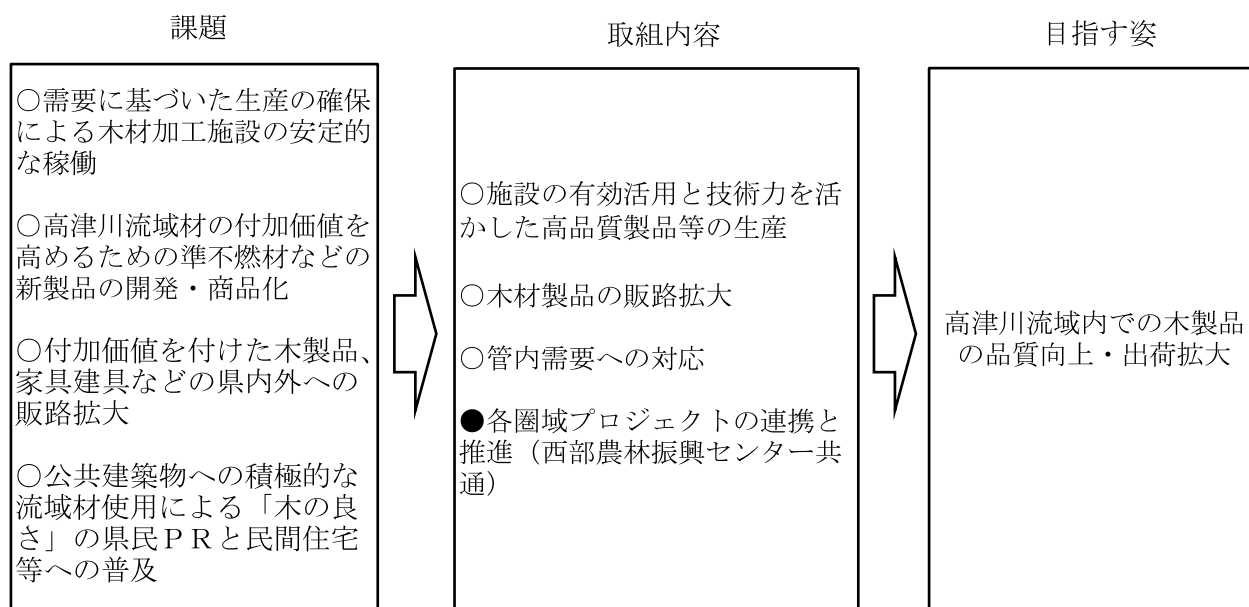 課題
○需要に基づいた生産の確保
による木材加工施設の安定的
な稼働
○高津川流域材の付加価値を
高めるための準不燃材などの
新製品の開発・商品化
○付加価値を付けた木製品、
家具建具などの県内外への
販路拡大
○公共建築物への積極的な
流域材使用による「木の良
さ」の県民ＰＲと民間住宅
等への普及
取組内容
○施設の有効活用と技術力を活
かした高品質製品等の生産
○木材製品の販路拡大
○管内需要への対応
●各圏域プロジェクトの連携と
推進（西部農林振興センター共
通）
目指す姿
高津川流域内での木製品
の品質向上・出荷拡大